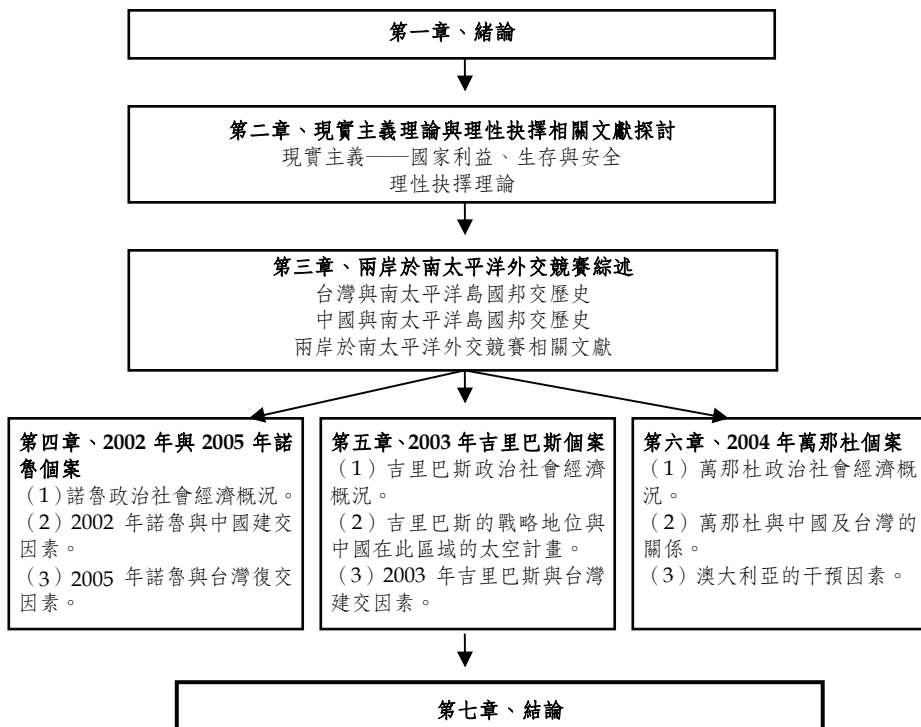 第一章、緒論
第二章、現實主義理論與理性抉擇相關文獻探討
現實主義──國家利益、生存與安全
理性抉擇理論
第三章、兩岸於南太平洋外交競賽綜述
台灣與南太平洋島國邦交歷史
中國與南太平洋島國邦交歷史
兩岸於南太平洋外交競賽相關文獻
第四章、2002 年與 2005 年諾
魯個案
（1）諾魯政治社會經濟概況。
（2）2002 年諾魯與中國建交
因素。
（3）2005 年諾魯與台灣復交
因素。
第五章、2003 年吉里巴斯個案
（1）吉里巴斯政治社會經濟
概況。
（2）吉里巴斯的戰略地位與
中國在此區域的太空計畫。
（3）2003 年吉里巴斯與台灣
建交因素。
第六章、2004 年萬那杜個案
（1）萬那杜政治社會經濟概
況。
（2）萬那杜與中國及台灣的
關係。
（3）澳大利亞的干預因素。
第七章、結論